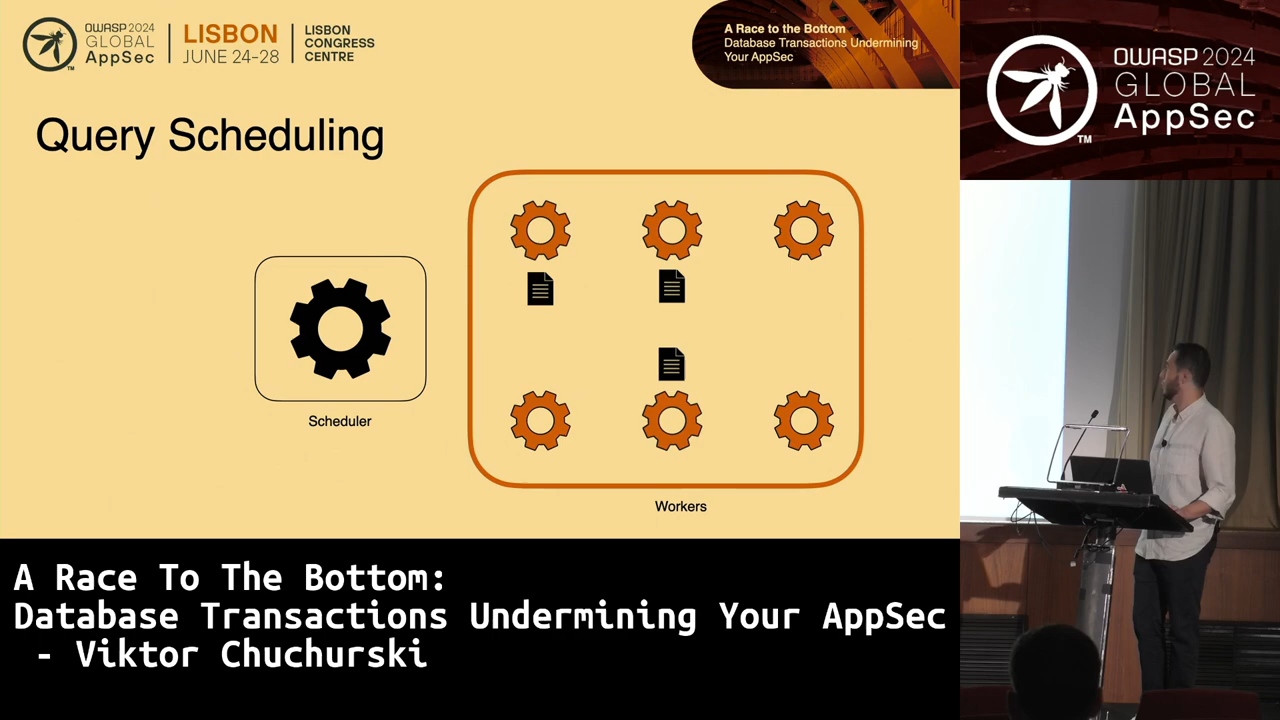 OWASP 2024
GLOBAL
AppSec
TM
LISBON
JUNE 24-28
LISBON
CONGRESS
CENTRE
A Race to the Bottom
Database Transactions Undermining
Your AppSec
OWASP 2024
GLOBAL
AppSec
TM
Query Scheduling
Scheduler
Workers
A Race To The Bottom:
Database Transactions Undermining Your AppSec
- Viktor Chuchurski